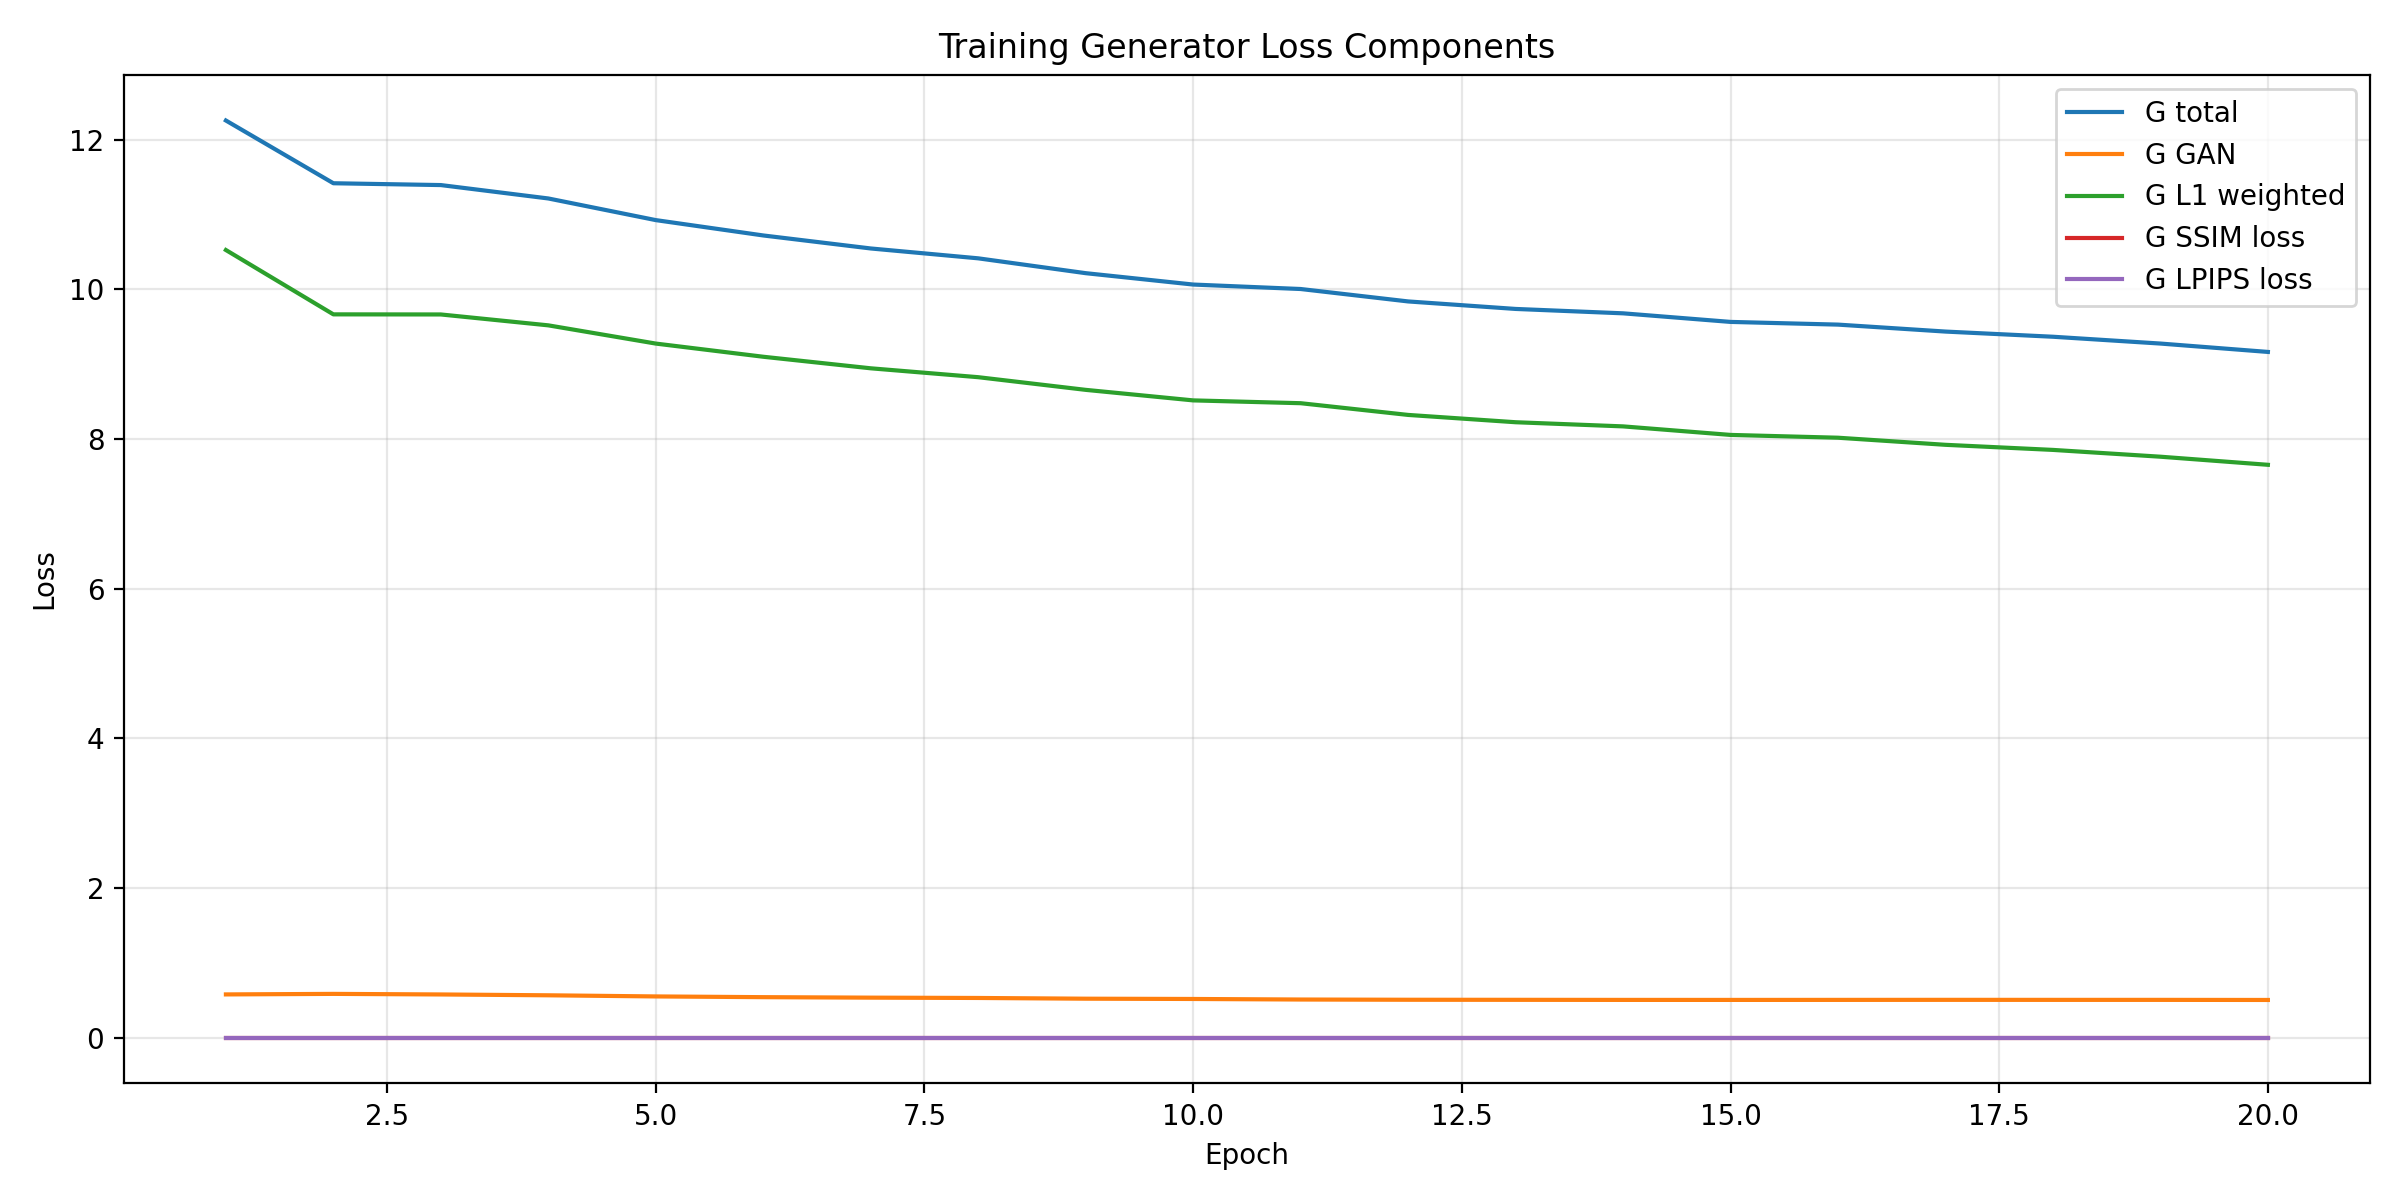 Training Generator Loss Components
G total
G GAN
G L1 weighted
G SSIM loss
G LPIPS loss
12
10
8
6
4
2
0
Loss
2.5 5.0 7.5 10.0 12.5 15.0 17.5 20.0
Epoch